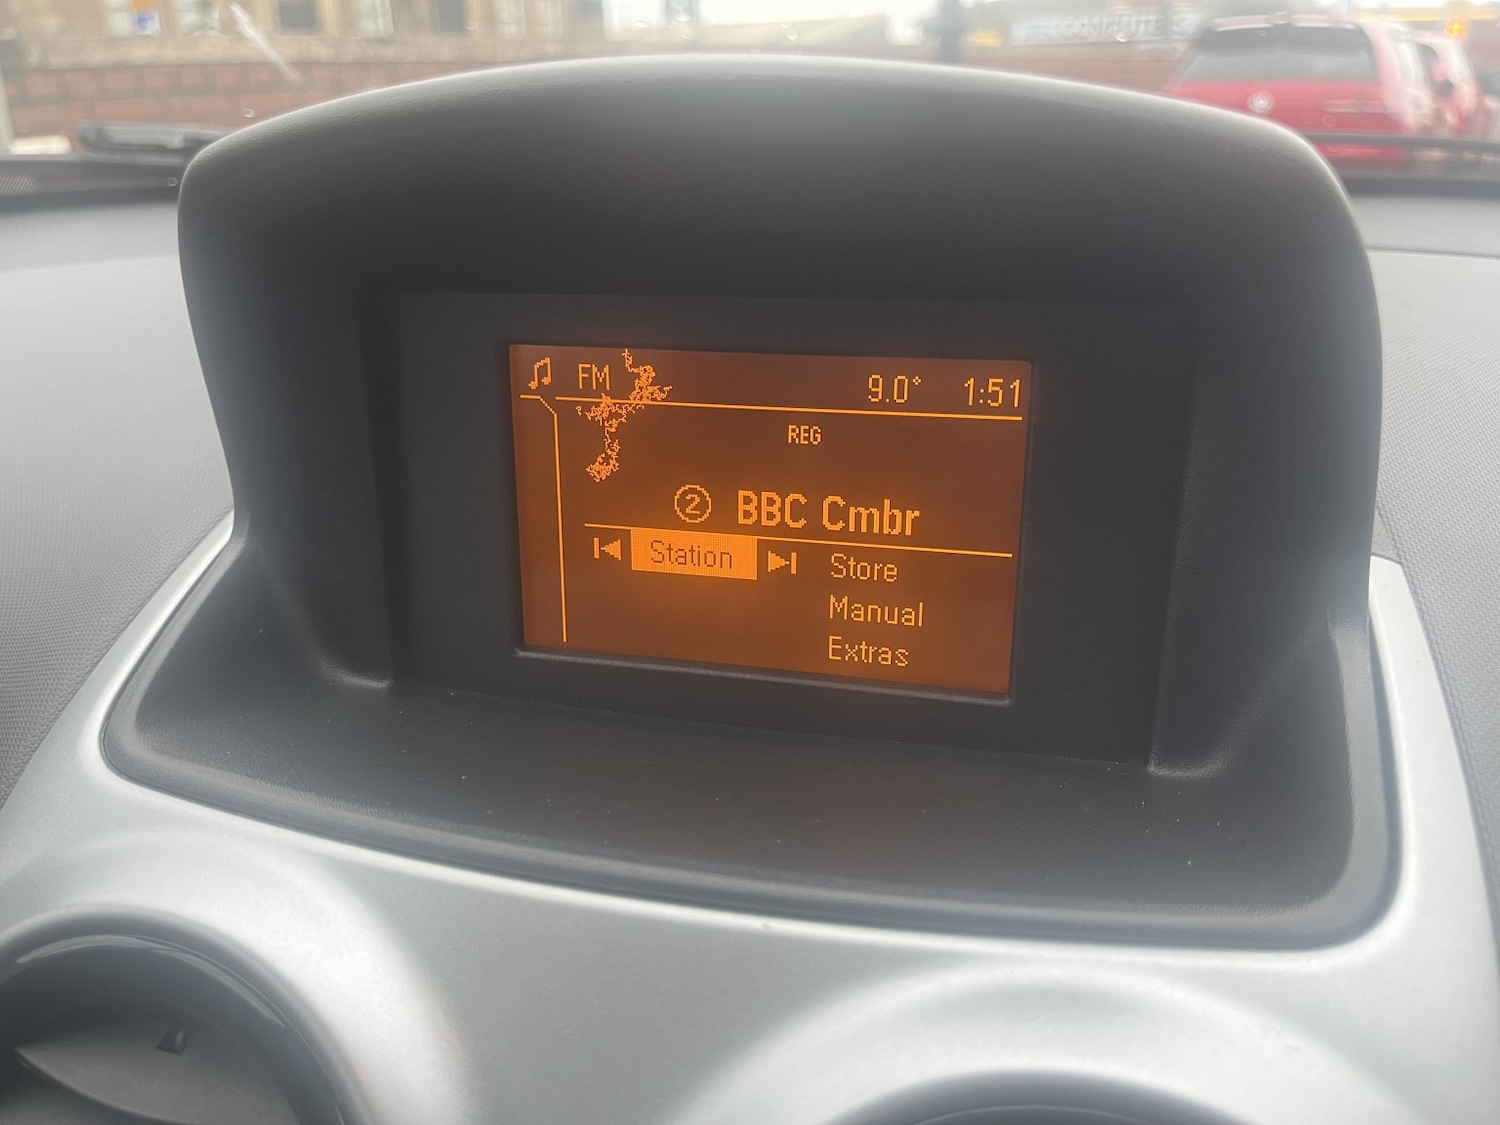 FM 9.0° 1:51
REG
2 BBC Cmbr
Station Store
Manual
Extras